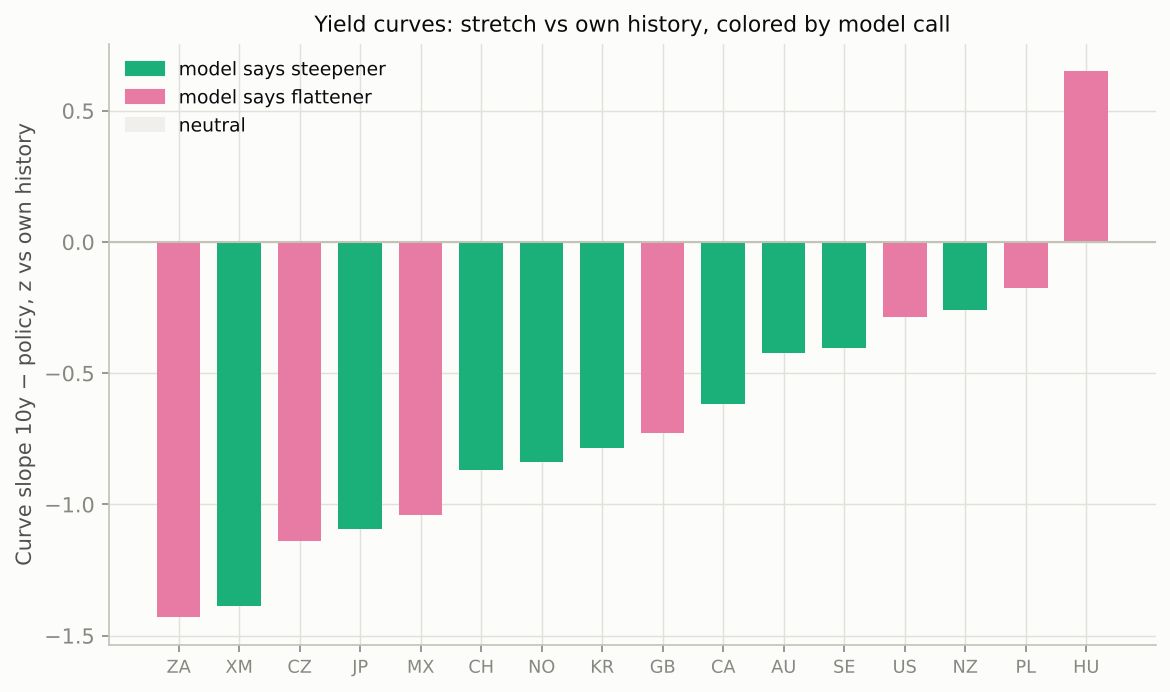 Yield curves: stretch vs own history, colored by model call
model says steepener
model says flattener
neutral
Curve slope 10y − policy, z vs own history
0.5
0.0
−0.5
−1.0
−1.5
ZA XM CZ JP MX CH NO KR GB CA AU SE US NZ PL HU